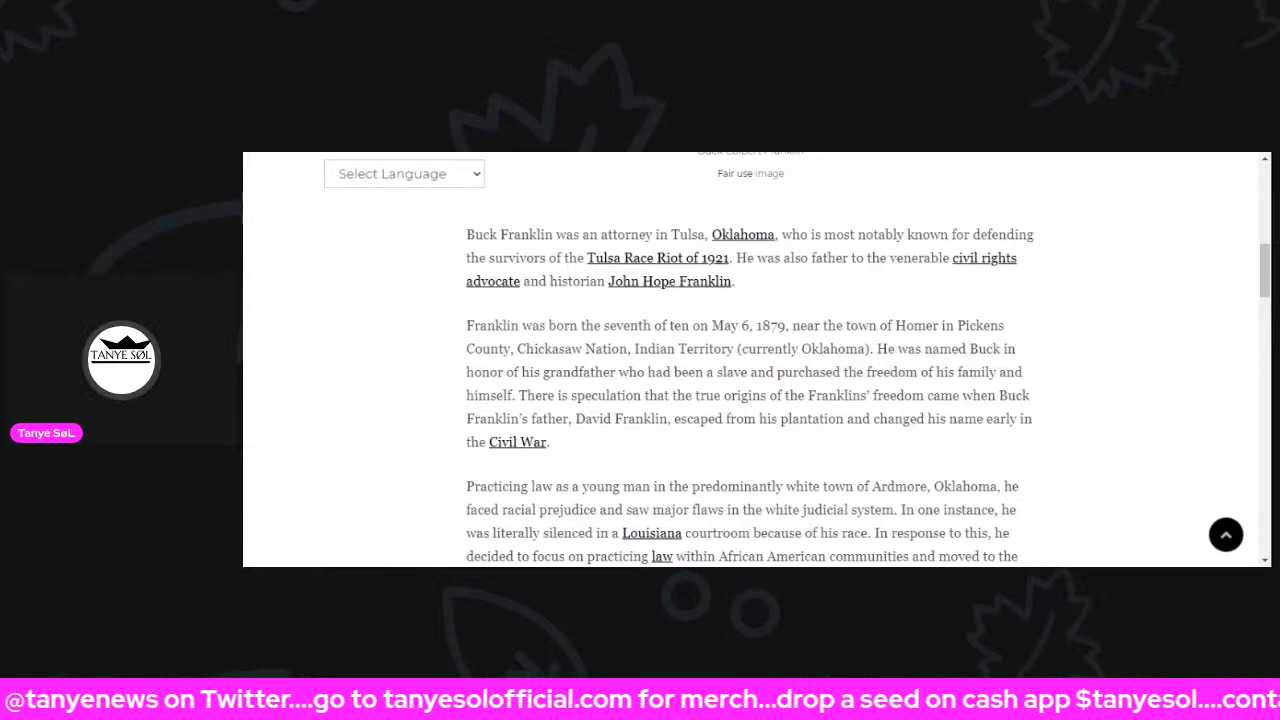 Select Language
Fair use image
Buck Franklin was an attorney in Tulsa, Oklahoma, who is most notably known for defending
the survivors of the Tulsa Race Riot of 1921. He was also father to the venerable civil rights
advocate and historian John Hope Franklin.
Franklin was born the seventh of ten on May 6, 1879, near the town of Homer in Pickens
County, Chickasaw Nation, Indian Territory (currently Oklahoma). He was named Buck in
honor of his grandfather who had been a slave and purchased the freedom of his family and
himself. There is speculation that the true origins of the Franklins’ freedom came when Buck
Franklin’s father, David Franklin, escaped from his plantation and changed his name early in
the Civil War.
Practicing law as a young man in the predominantly white town of Ardmore, Oklahoma, he
faced racial prejudice and saw major flaws in the white judicial system. In one instance, he
was literally silenced in a Louisiana courtroom because of his race. In response to this, he
decided to focus on practicing law within African American communities and moved to the
TANYE SØL
Tanyé SøL
@tanyenews on Twitter....go to tanyesolofficial.com for merch...drop a seed on cash app $tanyesol....cont